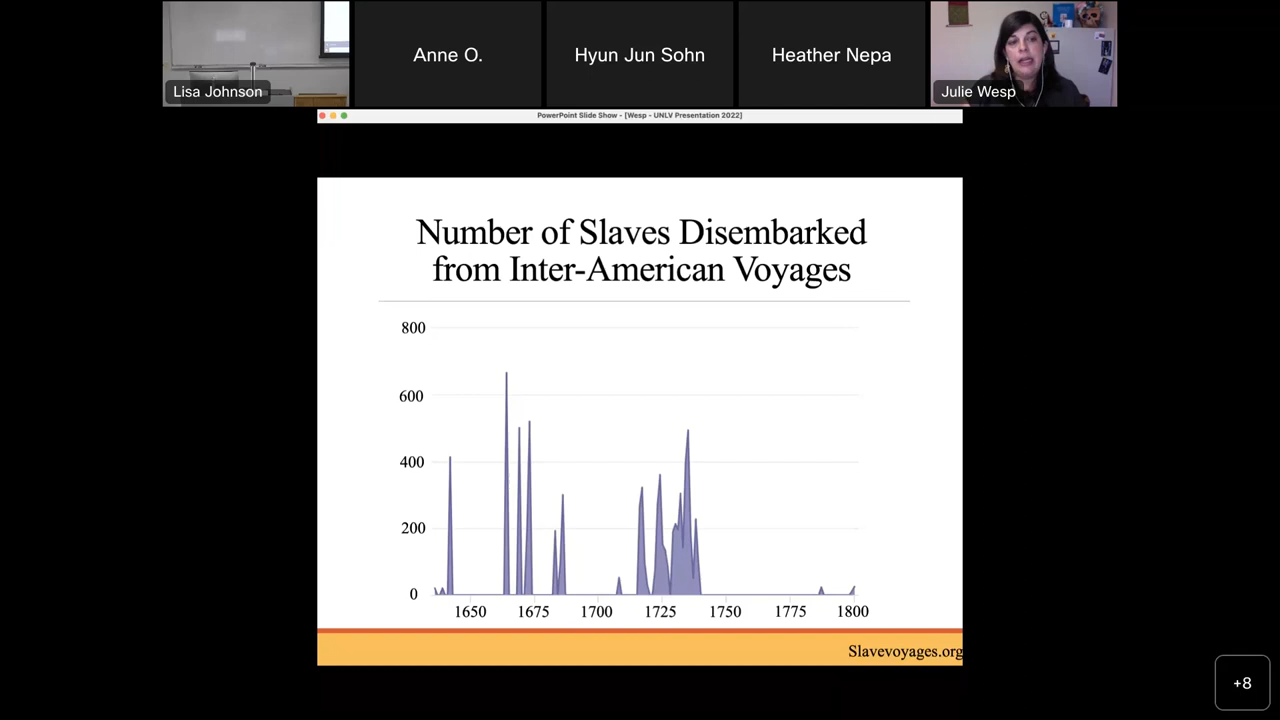 Anne O.
Hyun Jun Sohn
Heather Nepa
Lisa Johnson
Julie Wesp
PowerPoint Slide Show - [Wesp - UNLV Presentation 2022]
Number of Slaves Disembarked
from Inter-American Voyages
800
600
400
200
0
1650 1675 1700 1725 1750 1775 1800
Slavevoyages.org
+8